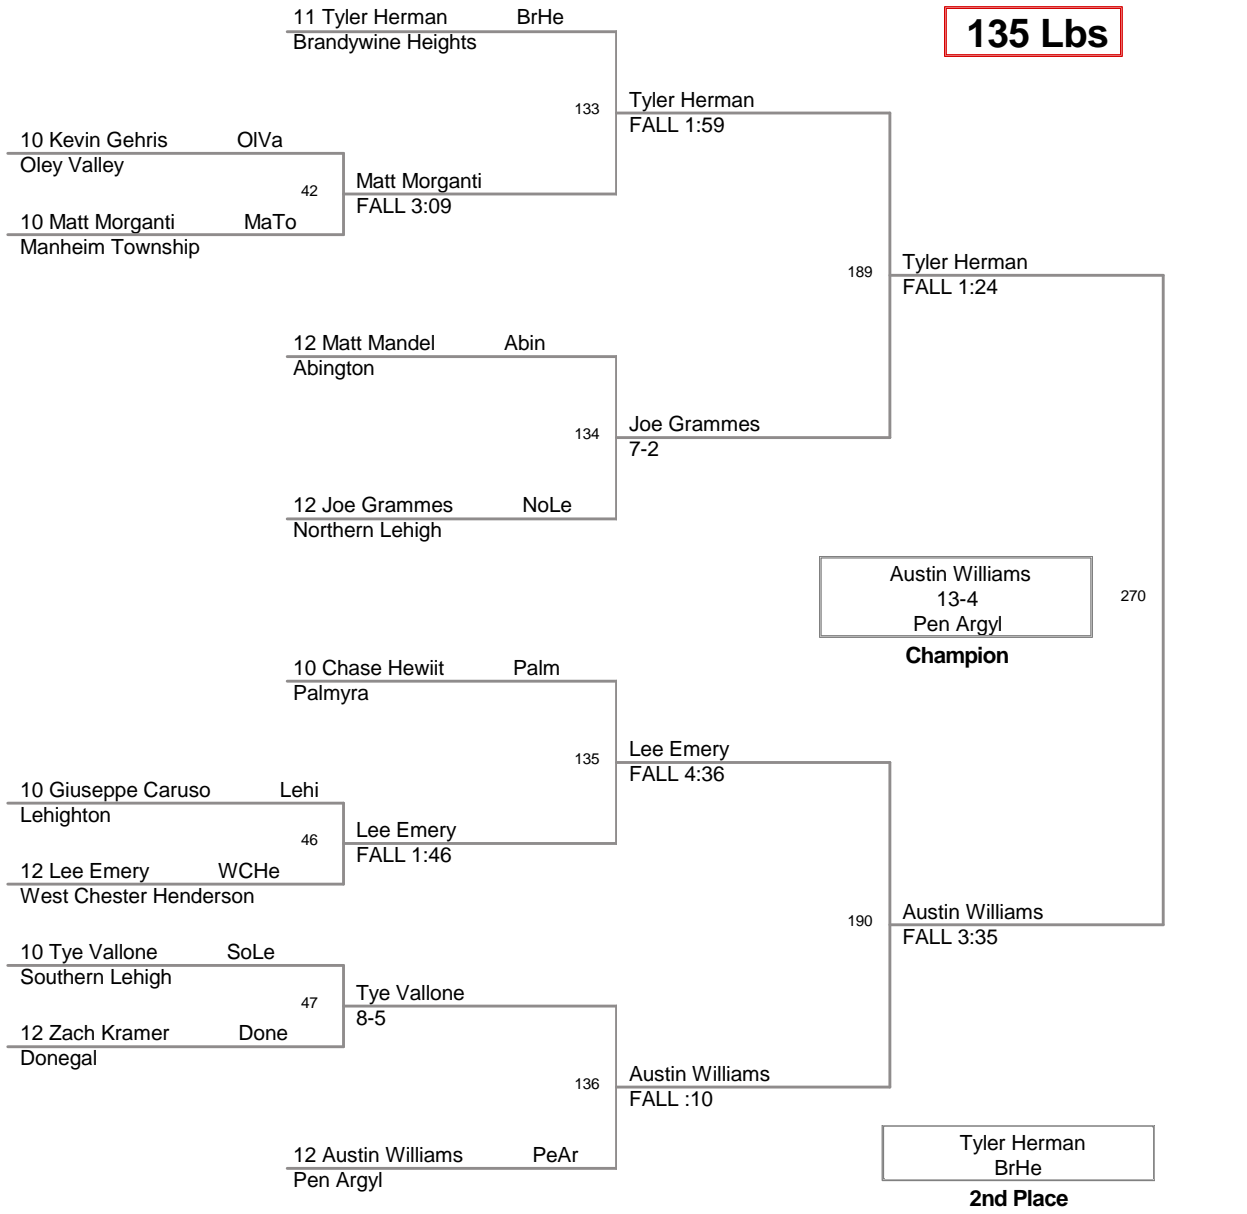 11 Tyler Herman BrHe
Brandywine Heights
135 Lbs
133
Tyler Herman
FALL 1:59
10 Kevin Gehris OlVa
Oley Valley
42
Matt Morganti
FALL 3:09
10 Matt Morganti MaTo
Manheim Township
189
Tyler Herman
FALL 1:24
12 Matt Mandel Abin
Abington
134
Joe Grammes
7-2
12 Joe Grammes NoLe
Northern Lehigh
Austin Williams
13-4
Pen Argyl
Champion
270
10 Chase Hewiit Palm
Palmyra
135
Lee Emery
FALL 4:36
10 Giuseppe Caruso Lehi
Lehighton
46
Lee Emery
FALL 1:46
12 Lee Emery WCHe
West Chester Henderson
190
Austin Williams
FALL 3:35
10 Tye Vallone SoLe
Southern Lehigh
47
Tye Vallone
8-5
12 Zach Kramer Done
Donegal
136
Austin Williams
FALL :10
12 Austin Williams PeAr
Pen Argyl
Tyler Herman
BrHe
2nd Place